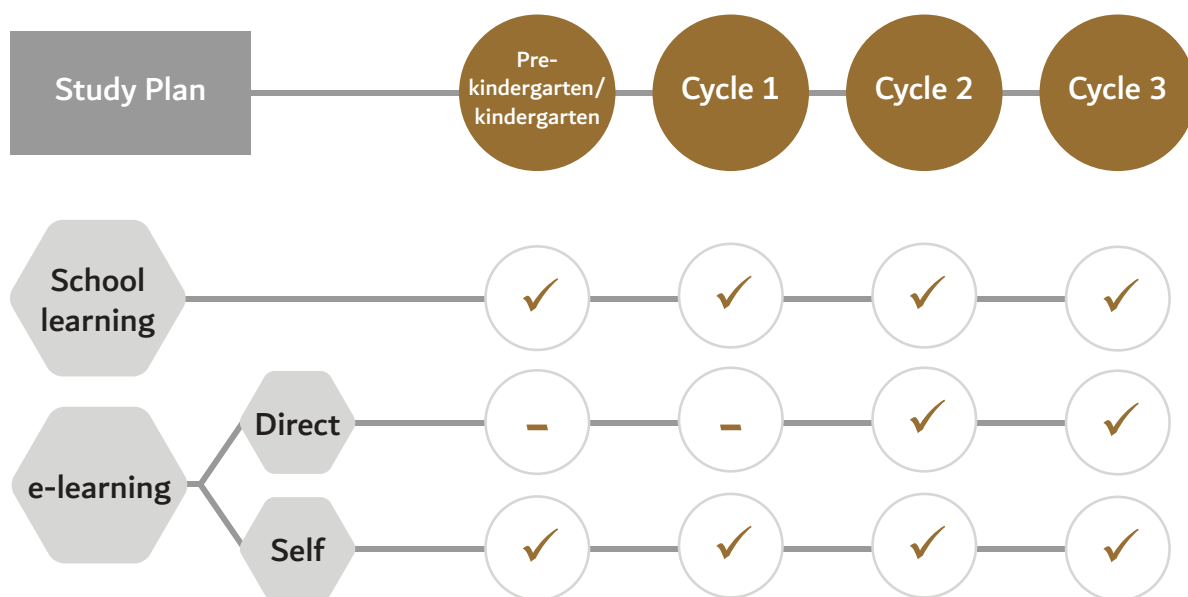 Study Plan
Pre-
kindergarten/
kindergarten
Cycle 1
Cycle 2
Cycle 3
School
learning
✓ ✓ ✓ ✓
e-learning
Direct
- - ✓ ✓
Self
✓ ✓ ✓ ✓